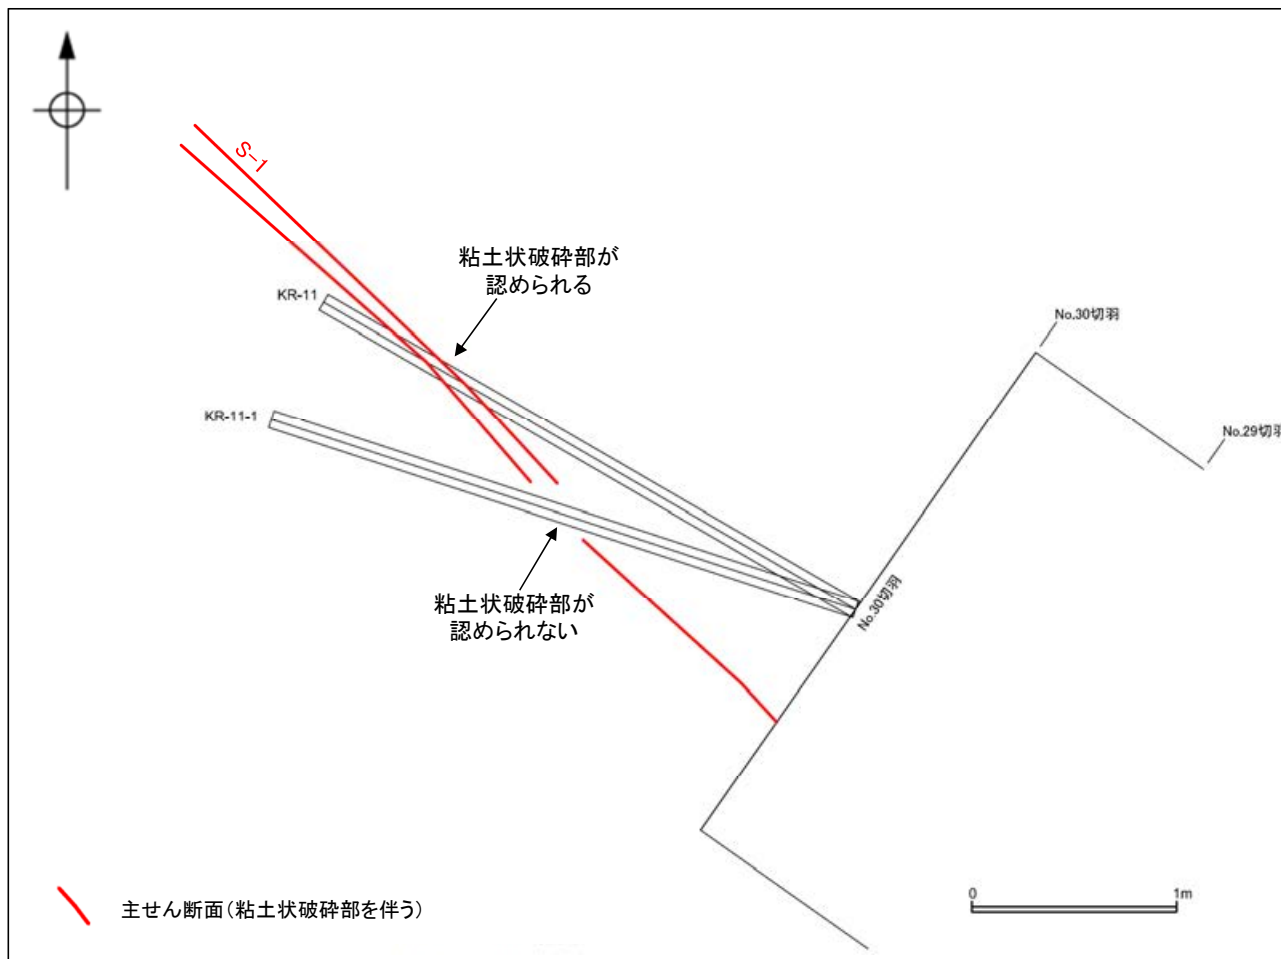 S-1
粘土状破砕部が
認められる
KR-11
No.30切羽
KR-11-1
No.29切羽
No.30切羽
粘土状破砕部が
認められない
0 1m
主せん断面(粘土状破砕部を伴う)